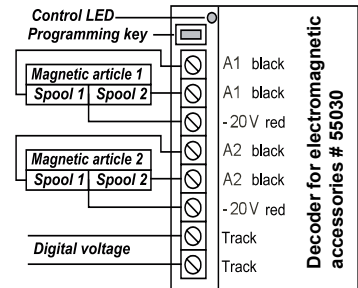 Control LED
Programming key
Magnetic article 1
Spool 1 Spool 2
Magnetic article 2
Spool 1 Spool 2
Digital voltage
A1 black
A1 black
-20V red
A2 black
A2 black
-20V red
Track
Track
Decoder for electromagnetic
accessories # 55030